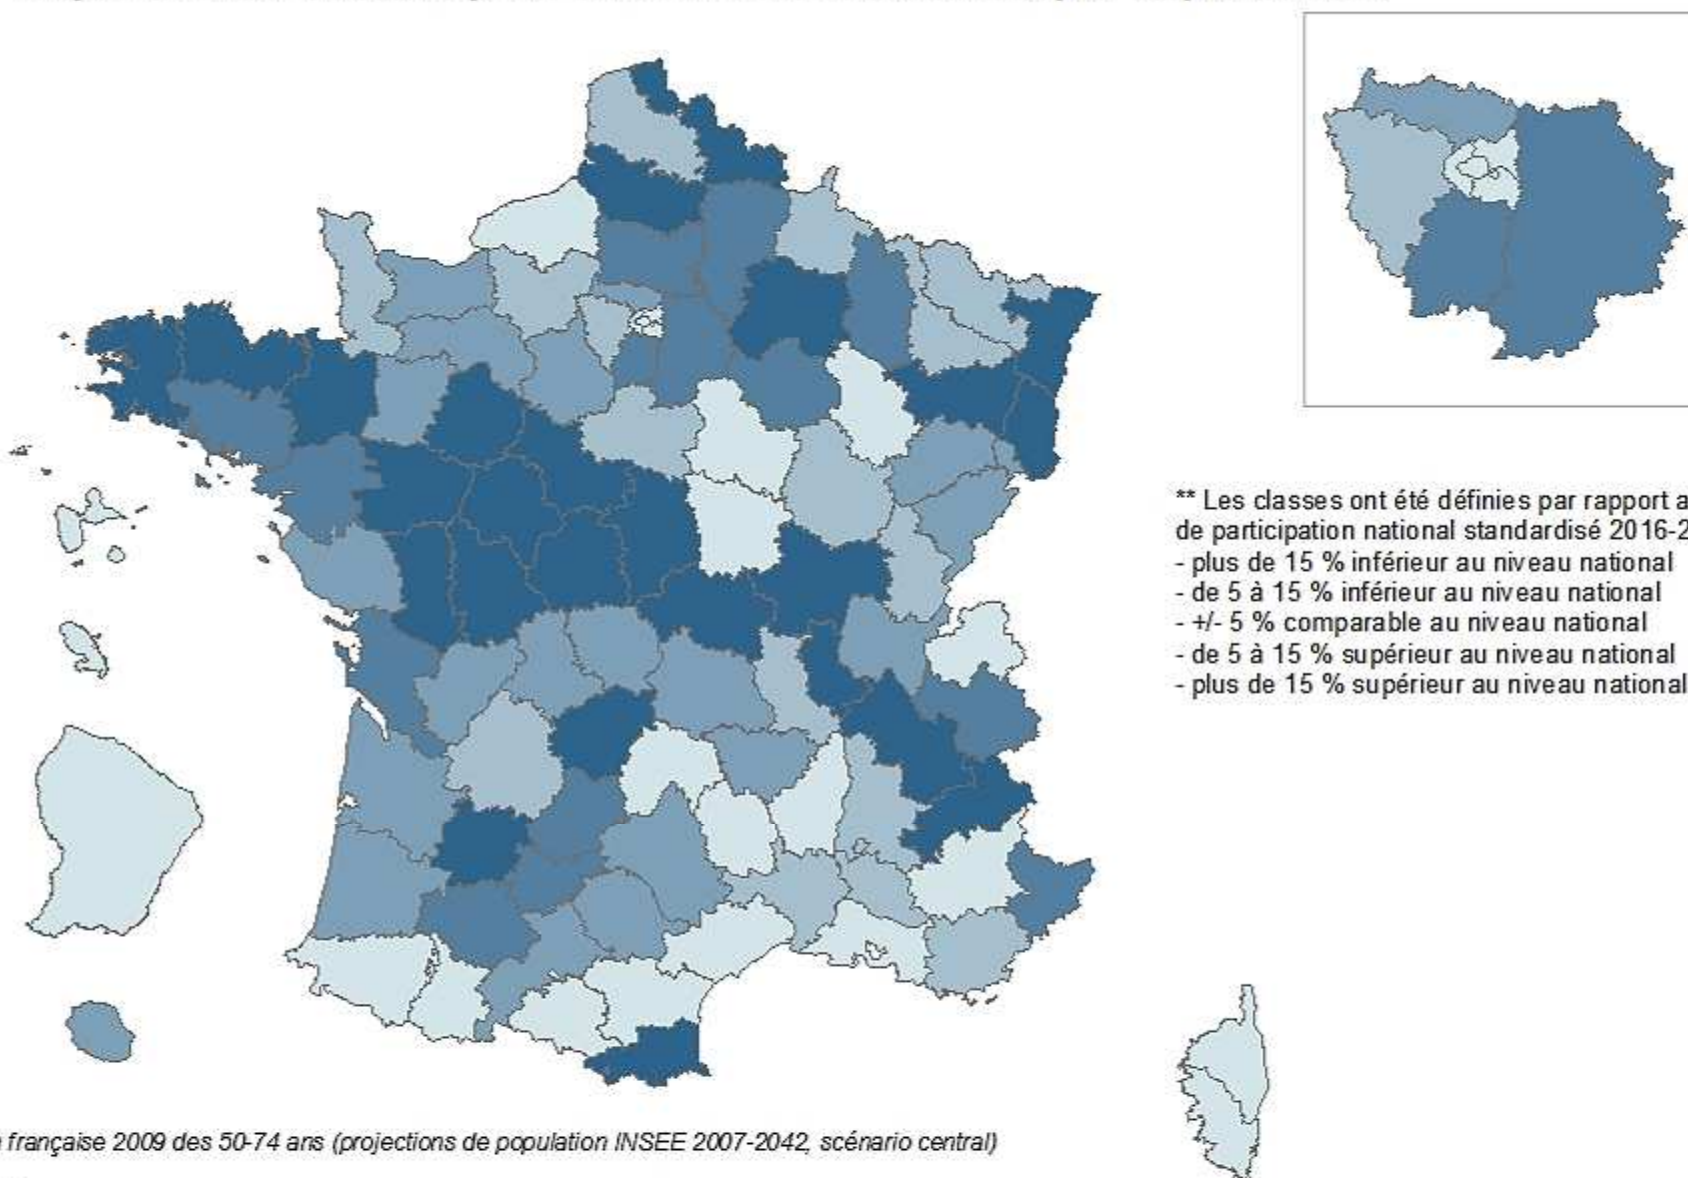 ** Les classes ont été définies par rapport a
de participation national standardisé 2016-2
- plus de 15 % inférieur au niveau national
- de 5 à 15 % inférieur au niveau national
- +/- 5 % comparable au niveau national
- de 5 à 15 % supérieur au niveau national
- plus de 15 % supérieur au niveau national
française 2009 des 50-74 ans (projections de population INSEE 2007-2042, scénario central)